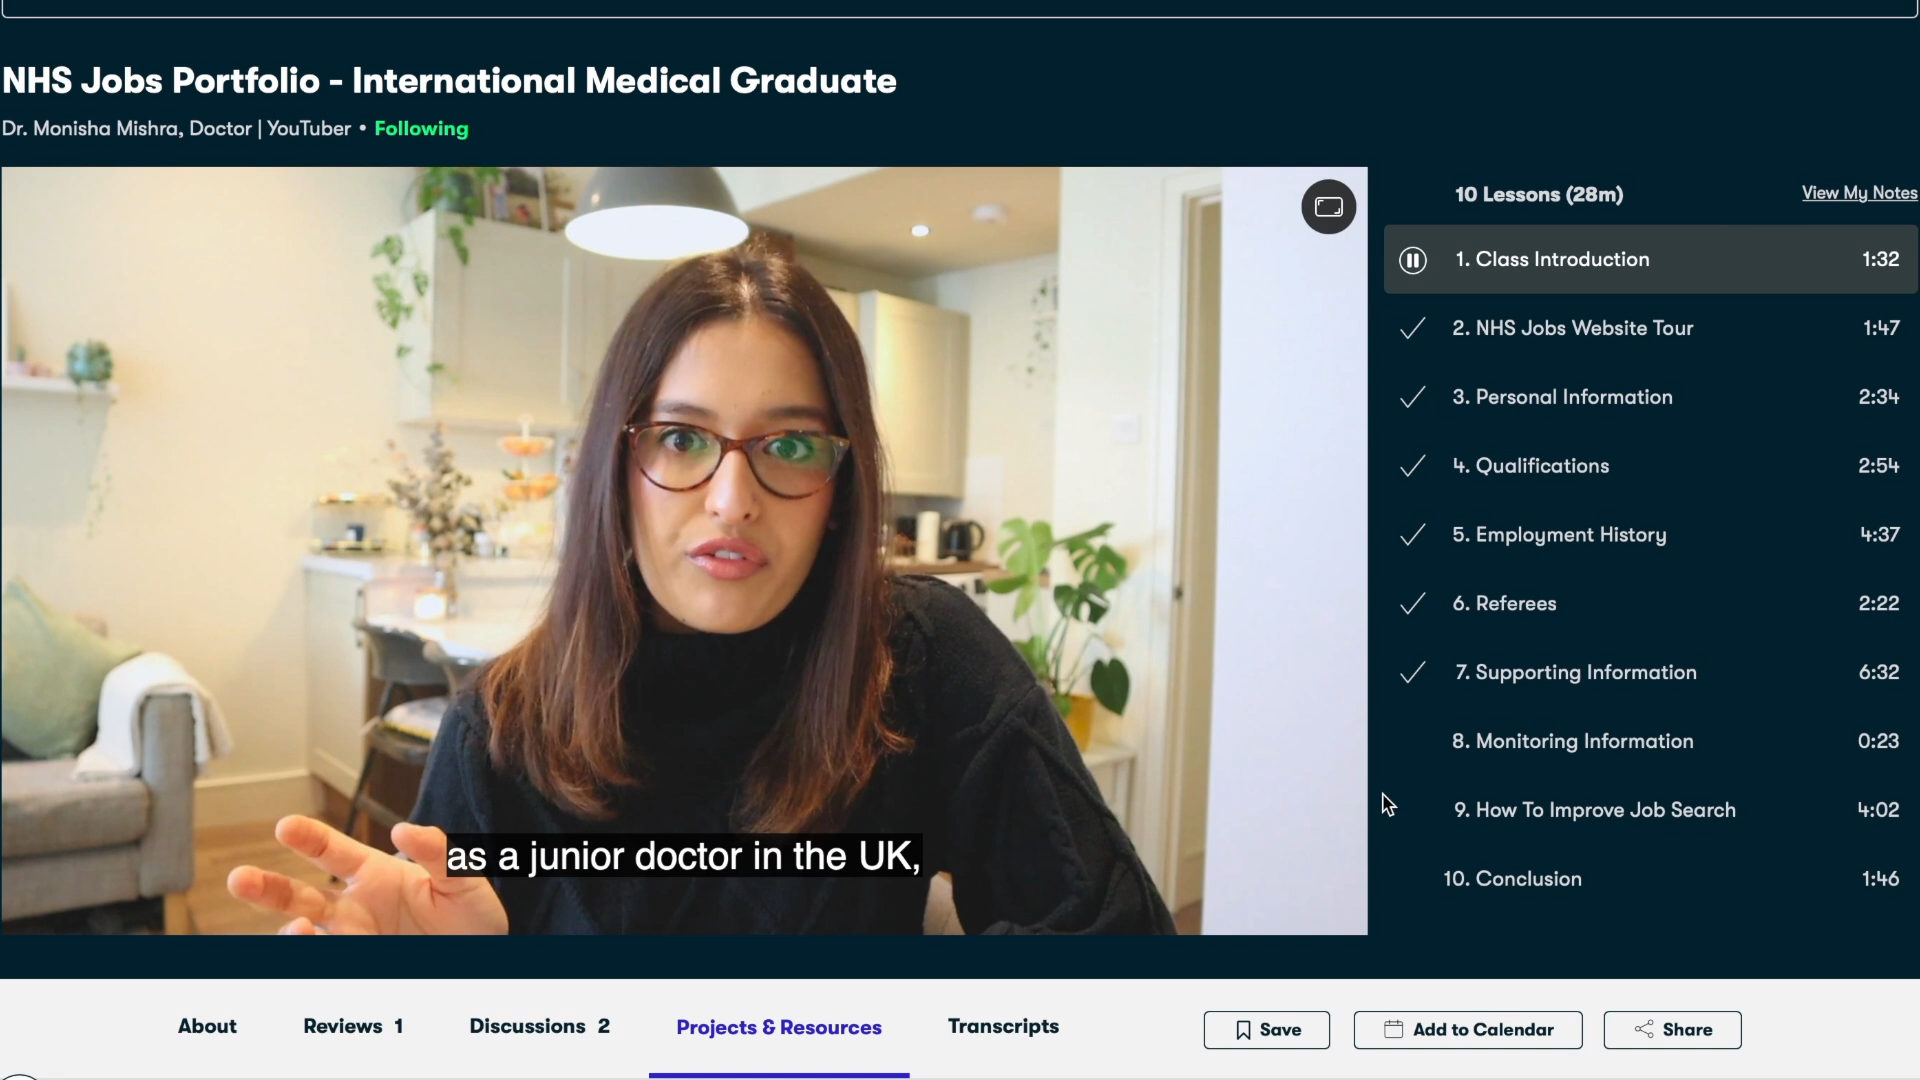 NHS Jobs Portfolio - International Medical Graduate
Dr. Monisha Mishra, Doctor | YouTuber • Following
10 Lessons (28m) View My Notes
1. Class Introduction 1:32
2. NHS Jobs Website Tour 1:47
3. Personal Information 2:34
4. Qualifications 2:54
5. Employment History 4:37
6. Referees 2:22
7. Supporting Information 6:32
8. Monitoring Information 0:23
9. How To Improve Job Search 4:02
10. Conclusion 1:46
as a junior doctor in the UK,
About Reviews 1 Discussions 2 Projects & Resources Transcripts Save Add to Calendar Share